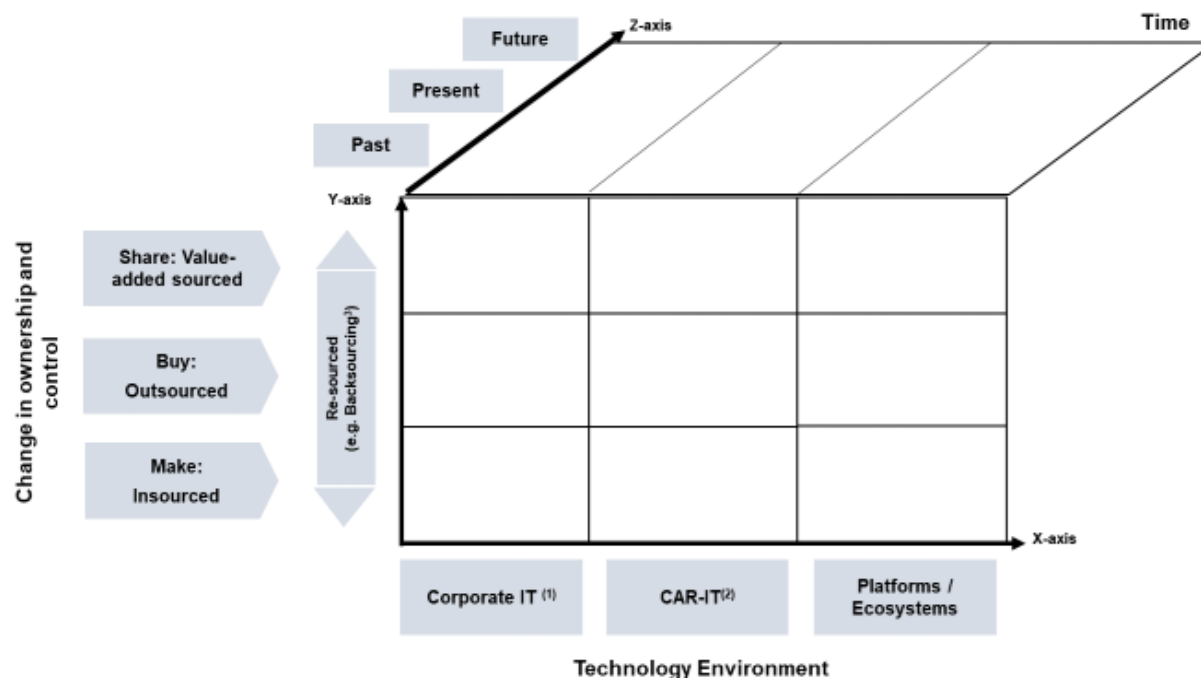 Time
Z-axis
Future
Present
Past
Y-axis
Change in ownership and
control
Share: Value-
added sourced
Buy:
Outsourced
Make:
Insourced
Re-sourced
(e.g. Backsourcing³)
X-axis
Corporate IT (1)
CAR-IT(2)
Platforms /
Ecosystems
Technology Environment